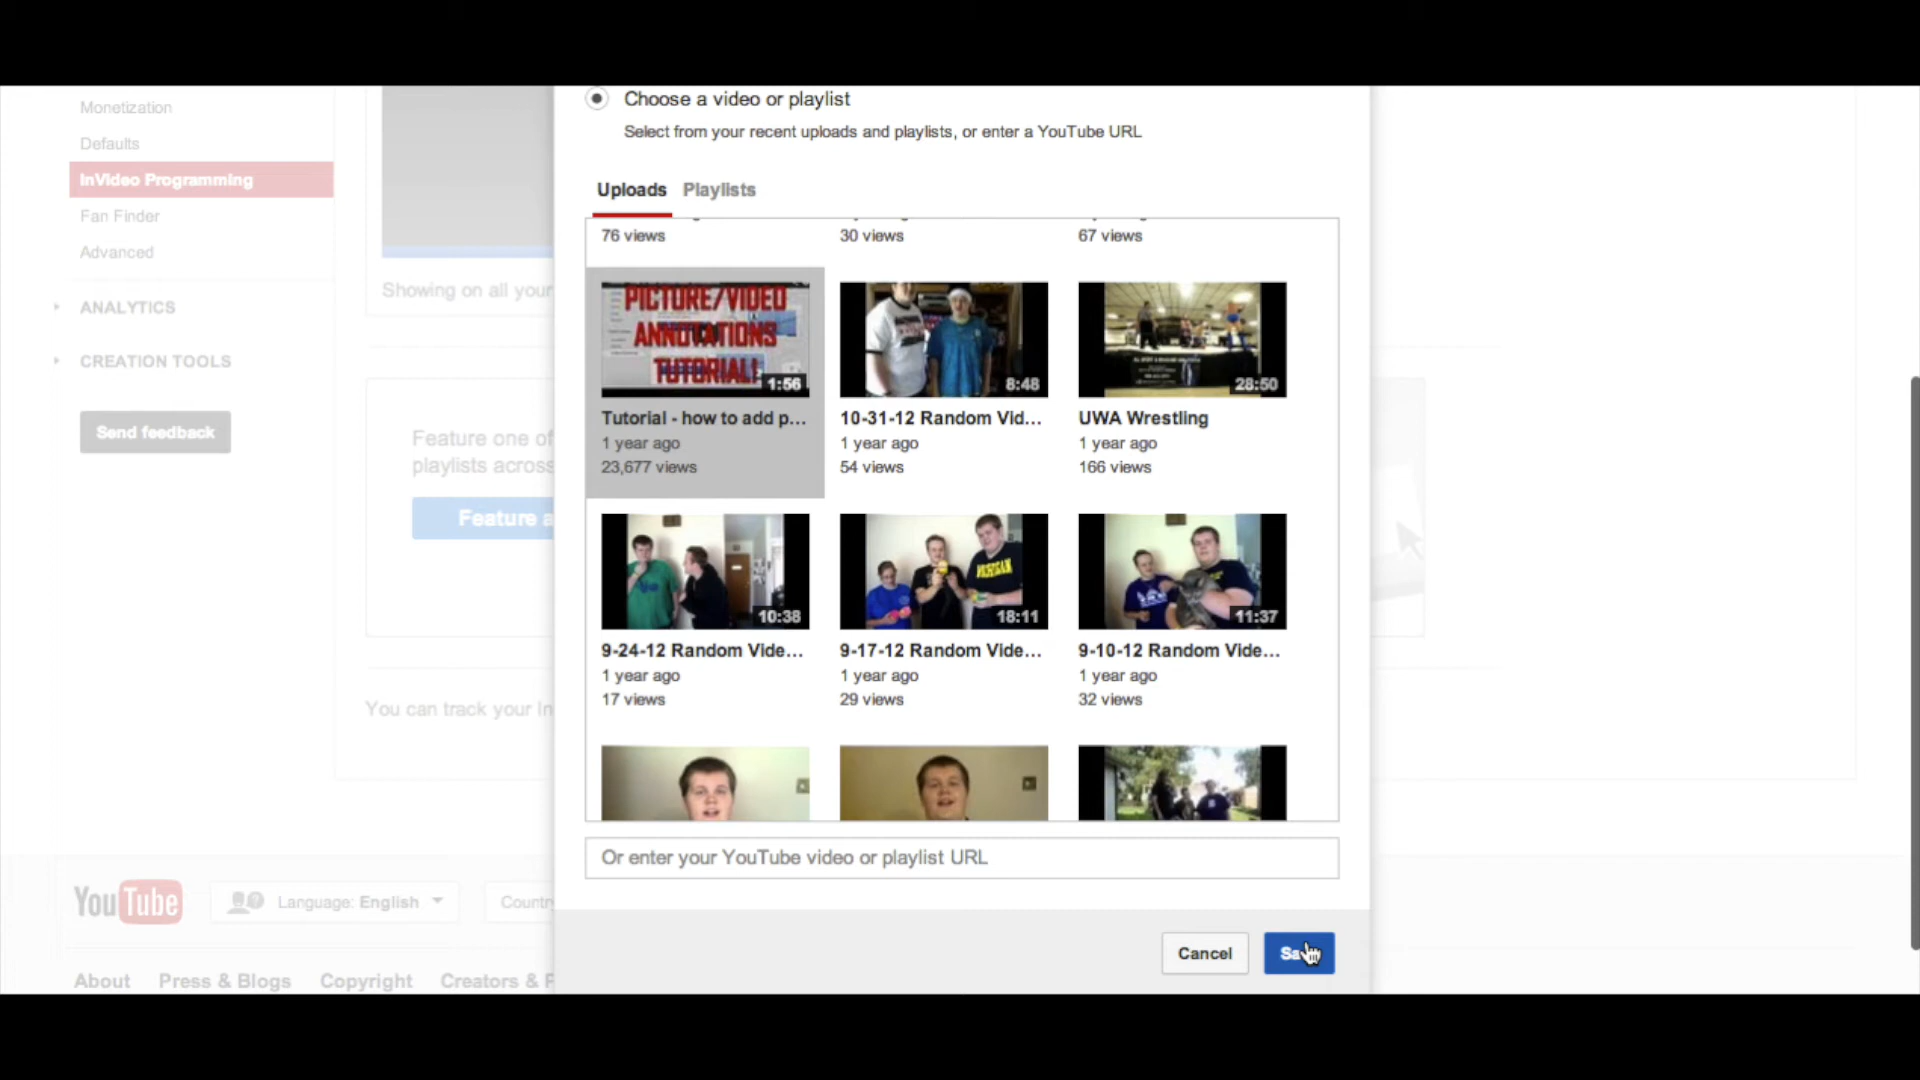 Monetization
Defaults
InVideo Programming
Fan Finder
Advanced
ANALYTICS
CREATION TOOLS
Send feedback
Showing on all your
Feature one of
playlists across
Feature a
You can track your In
Choose a video or playlist
Select from your recent uploads and playlists, or enter a YouTube URL
Uploads Playlists
76 views 30 views 67 views
PICTURE/VIDEO
ANNOTATIONS
TUTORIAL!
1:56 8:48 28:50
Tutorial - how to add p... 10-31-12 Random Vid... UWA Wrestling
1 year ago 1 year ago 1 year ago
23,677 views 54 views 166 views
10:38 18:11 11:37
9-24-12 Random Vide... 9-17-12 Random Vide... 9-10-12 Random Vide...
1 year ago 1 year ago 1 year ago
17 views 29 views 32 views
Or enter your YouTube video or playlist URL
Cancel
YouTube Language: English Countr
About Press & Blogs Copyright Creators & P